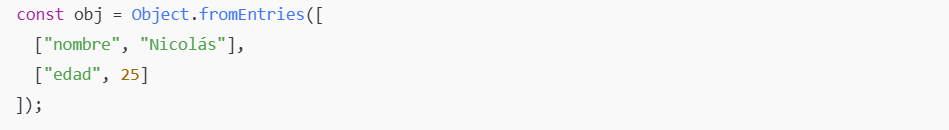 const obj = Object.fromEntries([
  ["nombre", "Nicolás"],
  ["edad", 25]
]);